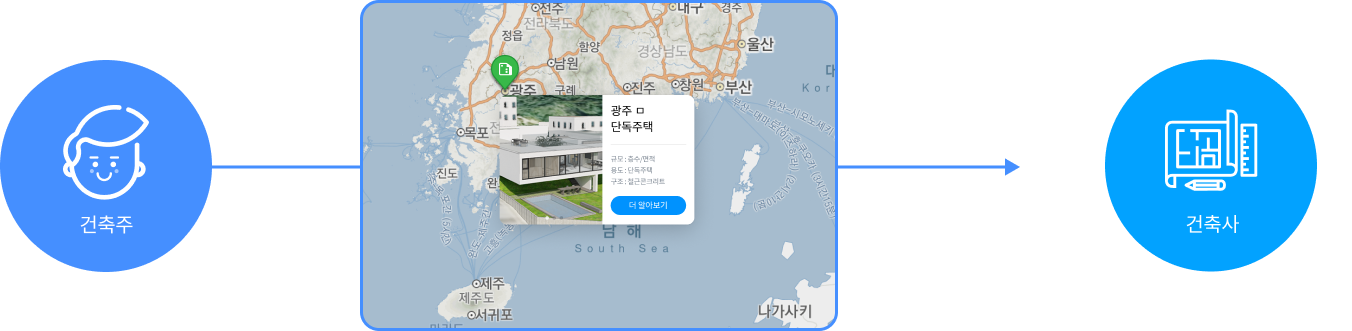 건축주
전주
대구
경주
전라북도
정읍
함양
경상남도
울산
남원
광주
구례
진주
창원
부산
Kor
목포
진도
완
광주 ㅁ
단독주택
규모 : 층수/면적
용도 : 단독주택
구조 : 철근콘크리트
더 알아보기
남 해
South Sea
제주
제주도
서귀포
나가사키
건축사